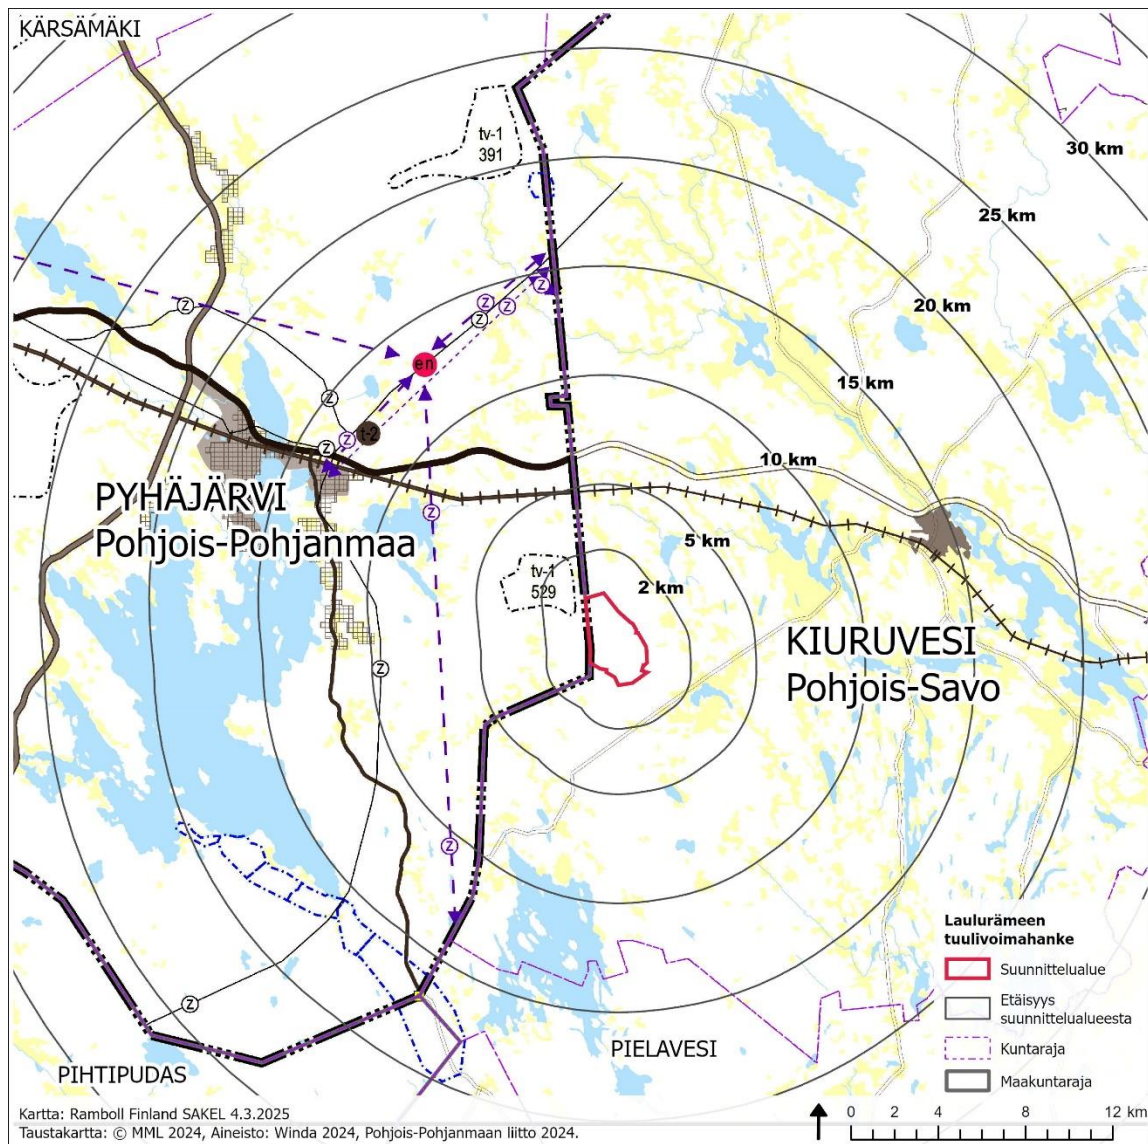 KÄRSÄMÄKI
tv-1
391
30 km
25 km
20 km
15 km
10 km
5 km
2 km
z
z
z
z
z
z
en
z
z
t-2
z
z
PYHÄJÄRVI
Pohjois-Pohjanmaa
tv-1
529
KIURUVESI
Pohjois-Savo
z
z
z
PIHTIPUDAS
PIELAVESI
Laulurämeen
tuulivoimahanke
Suunnittelualue
Etäisyys
suunnittelualueesta
Kuntaraja
Maakuntaraja
Kartta: Ramboll Finland SAKEL 4.3.2025
Taustakartta: © MML 2024, Aineisto: Winda 2024, Pohjois-Pohjanmaan liitto 2024.
0 2 4 8 12 km